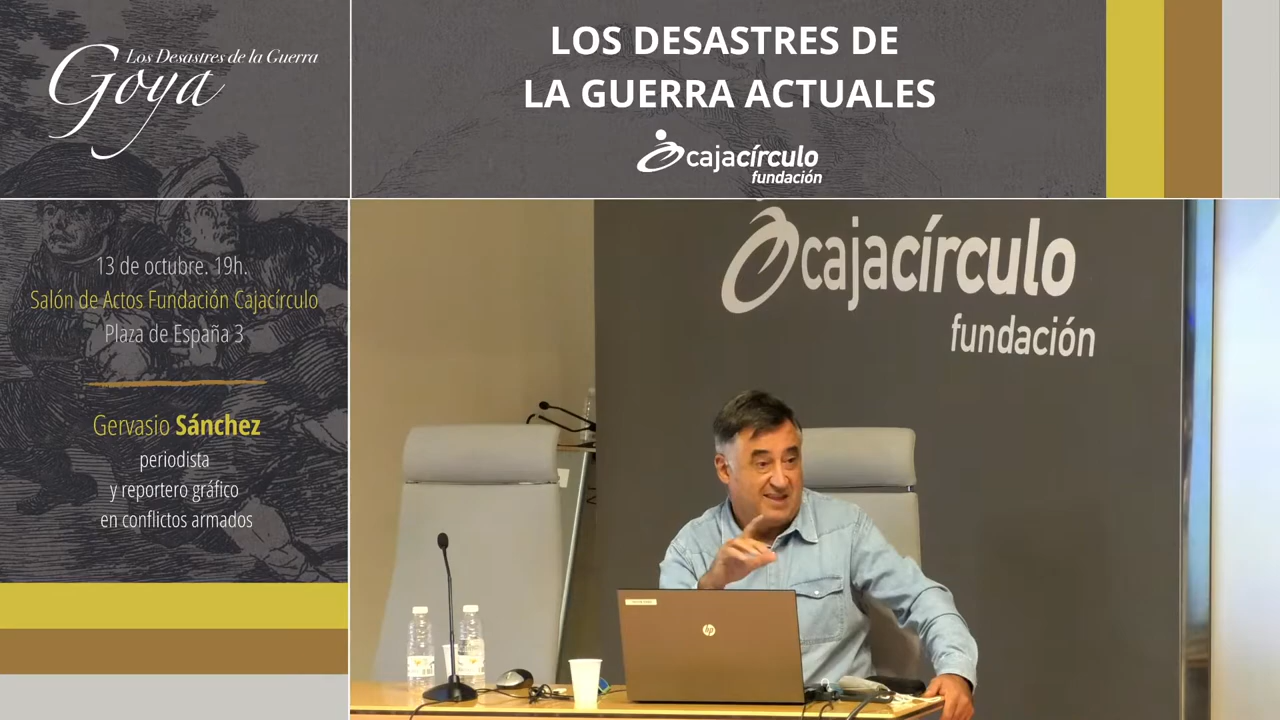 Los Desastres de la Guerra
Goya
LOS DESASTRES DE
LA GUERRA ACTUALES
cajacírculo
fundación
13 de octubre. 19h.
Salón de Actos Fundación Cajacírculo
Plaza de España 3
Gervasio Sánchez
periodista
y reportero gráfico
en conflictos armados
cajacírculo
fundación
hp